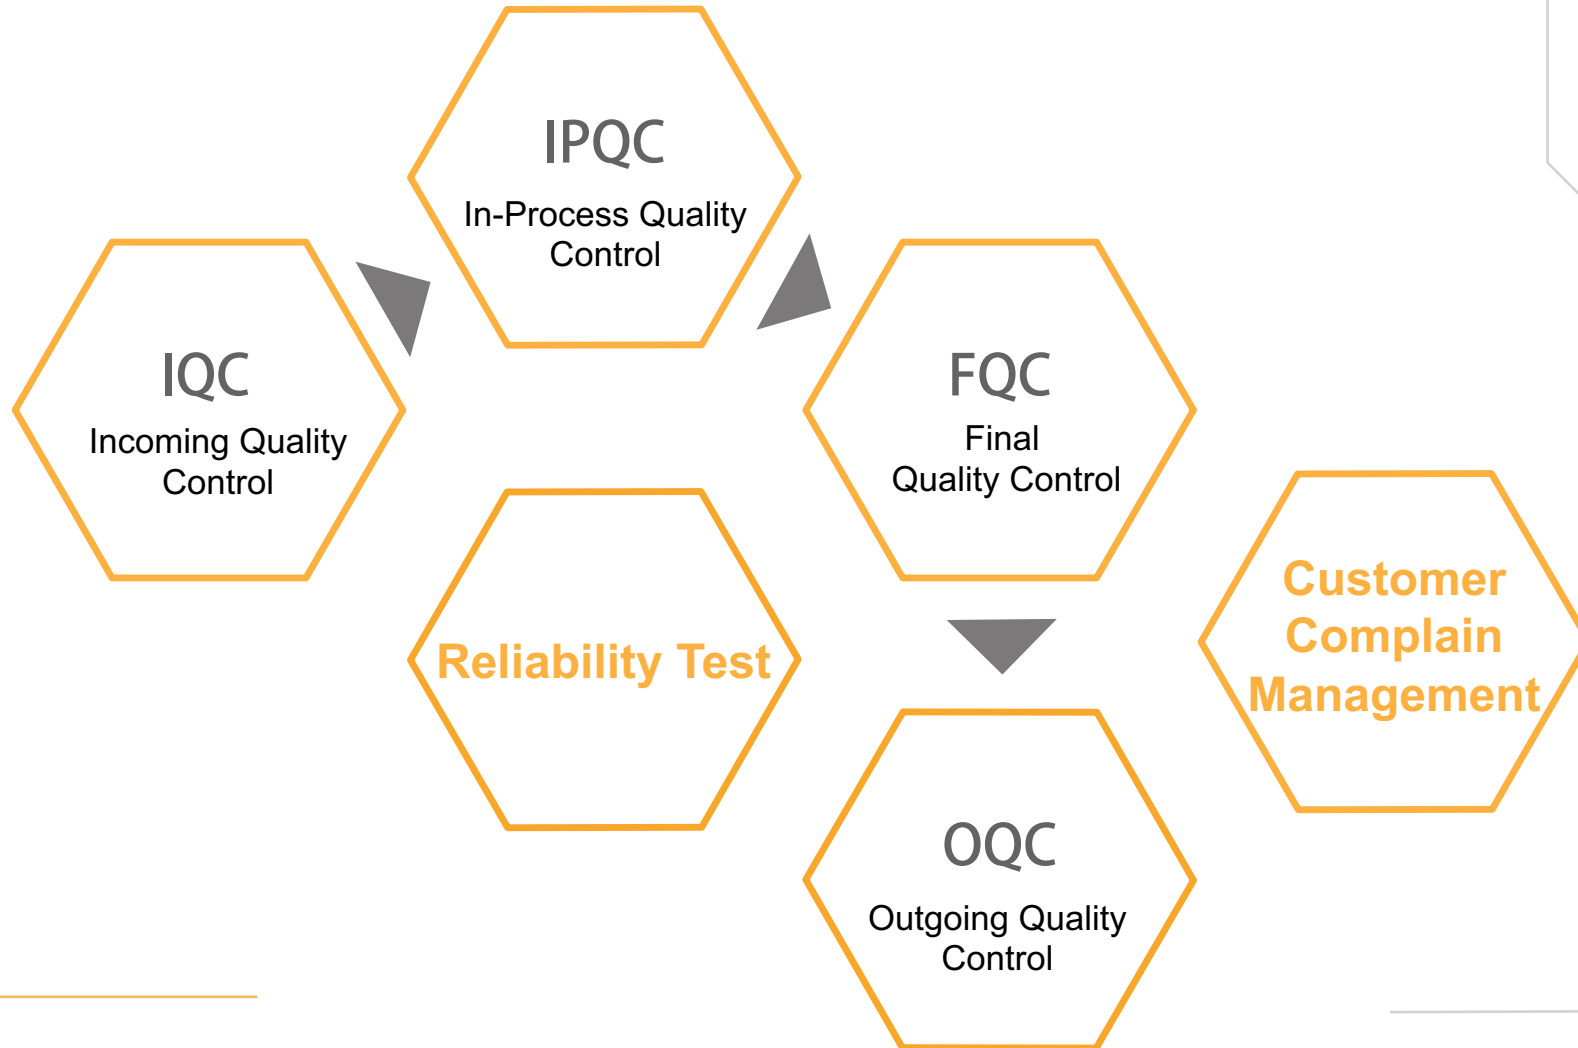 IPQC
In-Process Quality
Control
IQC
Incoming Quality
Control
FQC
Final
Quality Control
Reliability Test
Customer
Complain
Management
OQC
Outgoing Quality
Control